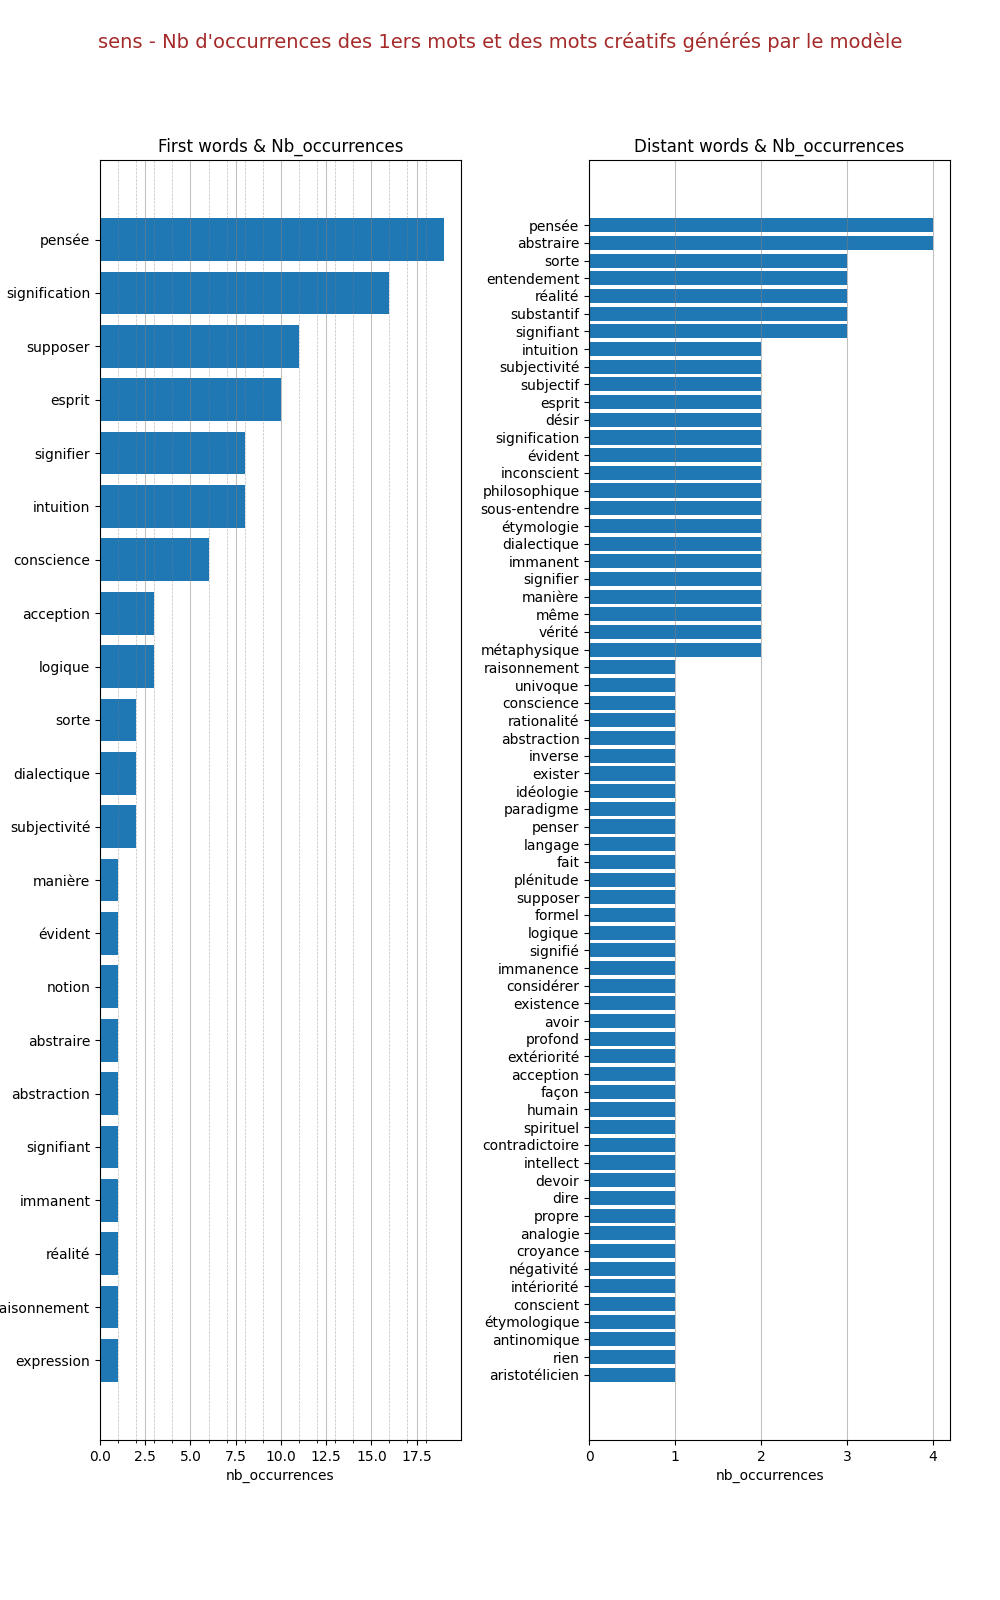 sens - Nb d'occurrences des 1ers mots et des mots créatifs générés par le modèle
First words & Nb_occurrences
pensée
signification
supposer
esprit
signifier
intuition
conscience
acception
logique
sorte
dialectique
subjectivité
manière
évident
notion
abstraire
abstraction
signifiant
immanent
réalité
aisonnement
expression
0.0 2.5 5.0 7.5 10.0 12.5 15.0 17.5
nb_occurrences
Distant words & Nb_occurrences
pensée
abstraire
sorte
entendement
réalité
substantif
signifiant
intuition
subjectivité
subjectif
esprit
désir
signification
évident
inconscient
philosophique
sous-entendre
étymologie
dialectique
immanent
signifier
manière
même
vérité
métaphysique
raisonnement
univoque
conscience
rationalité
abstraction
inverse
exister
idéologie
paradigme
penser
langage
fait
plénitude
supposer
formel
logique
signifié
immanence
considérer
existence
avoir
profond
extériorité
acception
façon
humain
spirituel
contradictoire
intellect
devoir
dire
propre
analogie
croyance
négativité
intériorité
conscient
étymologique
antinomique
rien
aristotélicien
0 1 2 3 4
nb_occurrences